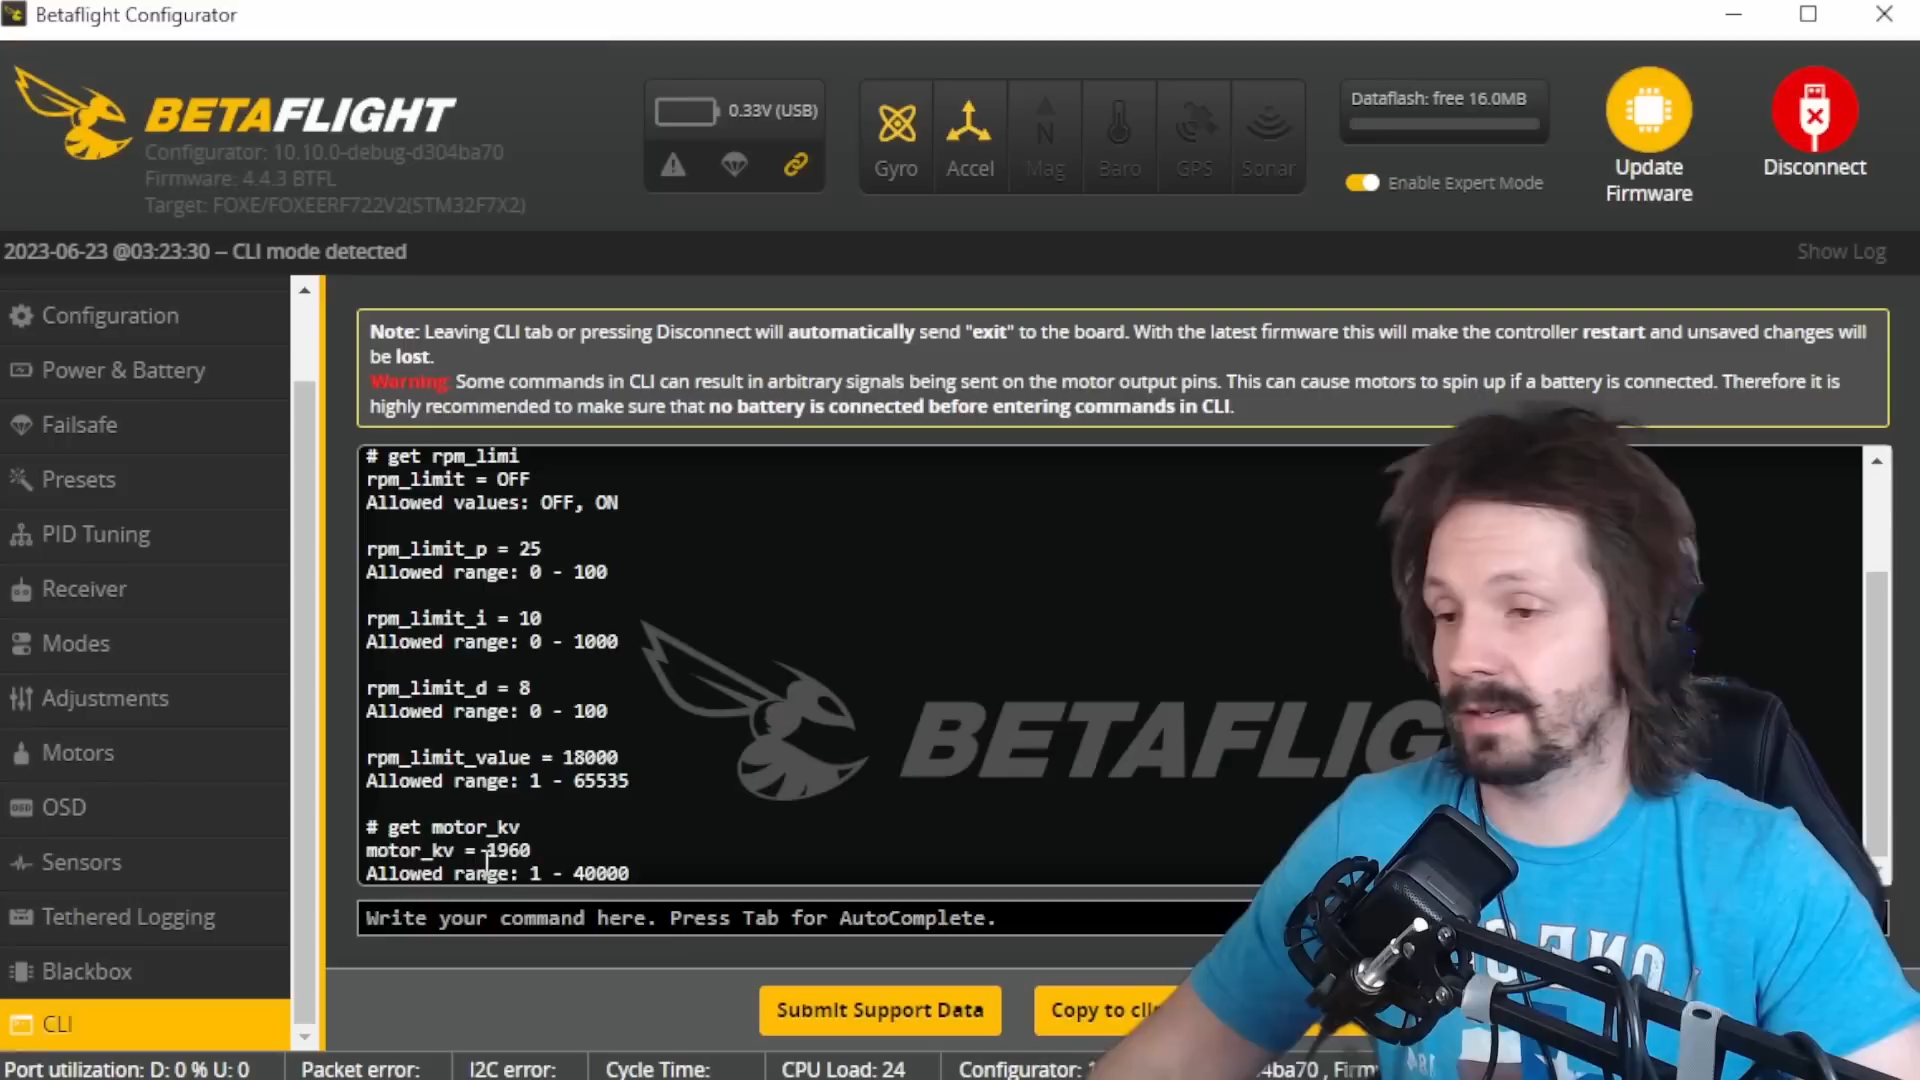 Betaflight Configurator
BETAFLIGHT
Configurator: 10.10.0-debug-d304ba70
Firmware: 4.4.3 BTFL
Target: FOXE/FOXEERF722V2(STM32F7X2)
0.33V (USB)
Gyro
Accel
N
Mag
Baro
GPS
Sonar
Dataflash: free 16.0MB
Enable Expert Mode
Update
Firmware
Disconnect
2023-06-23 @03:23:30 – CLI mode detected
Show Log
Configuration
Power & Battery
Failsafe
Presets
PID Tuning
Receiver
Modes
Adjustments
Motors
OSD
Sensors
Tethered Logging
Blackbox
CLI
Note: Leaving CLI tab or pressing Disconnect will automatically send "exit" to the board. With the latest firmware this will make the controller restart and unsaved changes will
be lost.
Warning: Some commands in CLI can result in arbitrary signals being sent on the motor output pins. This can cause motors to spin up if a battery is connected. Therefore it is
highly recommended to make sure that no battery is connected before entering commands in CLI.
# get rpm_limi
rpm_limit = OFF
Allowed values: OFF, ON
rpm_limit_p = 25
Allowed range: 0 - 100
rpm_limit_i = 10
Allowed range: 0 - 1000
rpm_limit_d = 8
Allowed range: 0 - 100
rpm_limit_value = 18000
Allowed range: 1 - 65535
# get motor_kv
motor_kv = 1960
Allowed range: 1 - 40000
BETAFLIG
Write your command here. Press Tab for AutoComplete.
Submit Support Data
Copy to cli
Port utilization: D: 0 % U: 0
Packet error:
I2C error:
Cycle Time:
CPU Load: 24
Configurator: 1
4ba70 , Firm